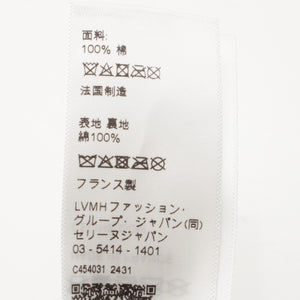 面料:
100% 棉
法国制造
表地 裏地
綿100%
フランス製
LVMHファッション・
グループ・ジャパン(同)
セリーヌジャパン
03 - 5414 - 1401
C454031 2431